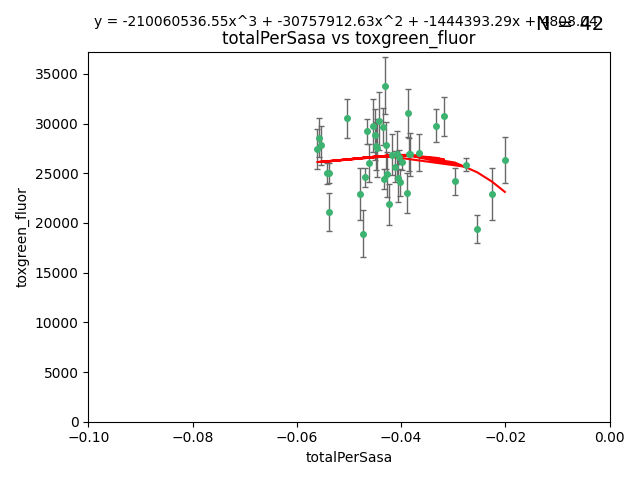 y = -210060536.55x^3 + -30757912.63x^2 + -1444393.29x +
N = 42
totalPerSasa vs toxgreen_fluor
35000
30000
25000
20000
15000
10000
5000
0
toxgreen_fluor
−0.10
−0.08
−0.06
−0.04
−0.02
0.00
totalPerSasa